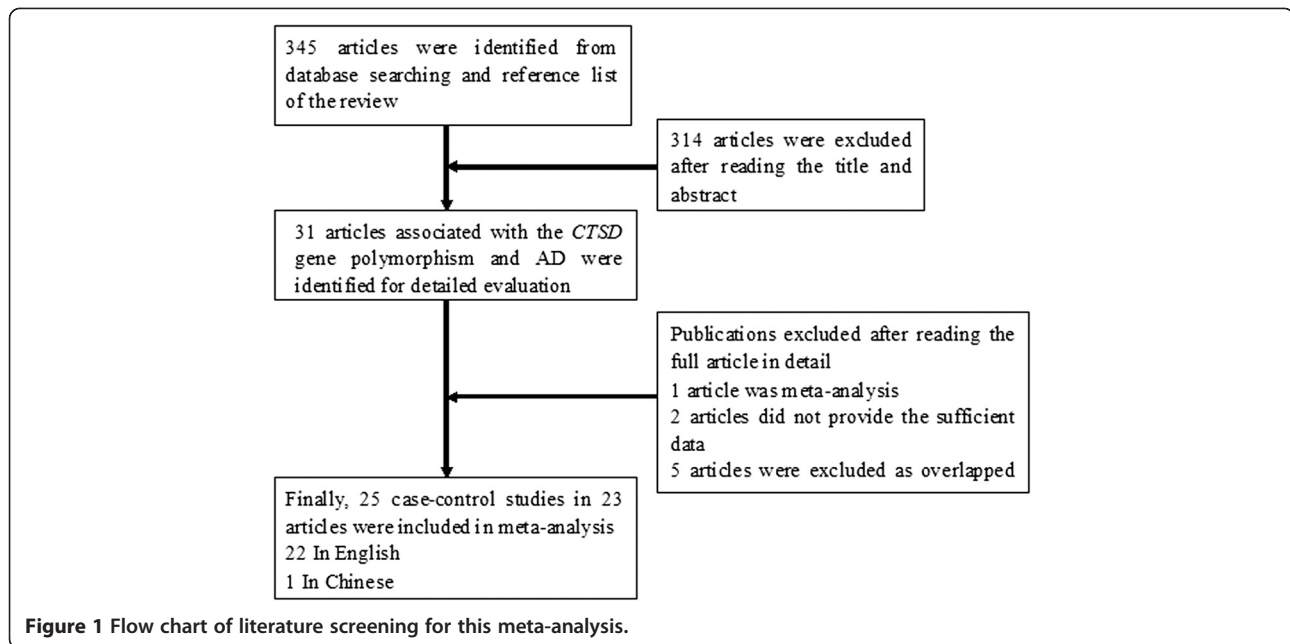 345 articles were identified from
database searching and reference list
of the review
314 articles were excluded
after reading the title and
abstract
31 articles associated with the CTSD
gene polymorphism and AD were
identified for detailed evaluation
Publications excluded after reading the
full article in detail
1 article was meta-analysis
2 articles did not provide the sufficient
data
5 articles were excluded as overlapped
Finally, 25 case-control studies in 23
articles were included in meta-analysis
22 In English
1 In Chinese
Figure 1 Flow chart of literature screening for this meta-analysis.